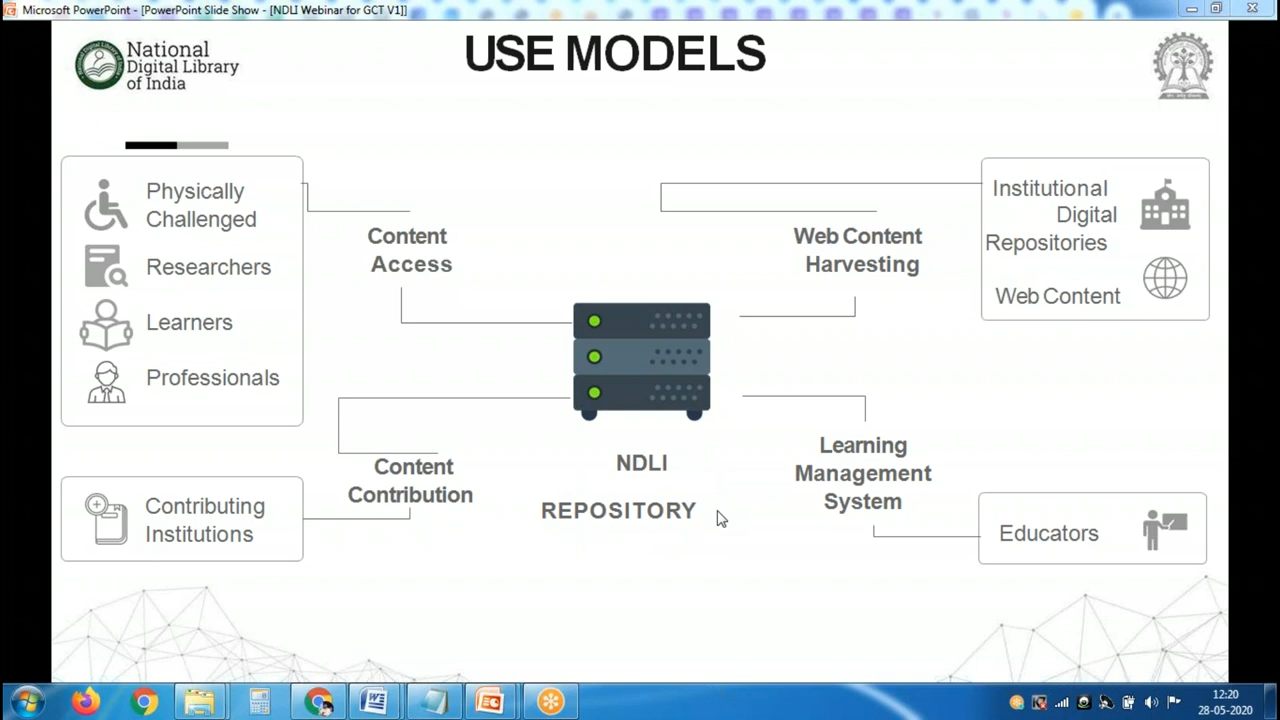 Microsoft PowerPoint - [PowerPoint Slide Show - [NDLI Webinar for GCT V1]]
National
Digital Library
of India
USE MODELS
Physically
Challenged
Researchers
Learners
Professionals
Content
Access
Web Content
Harvesting
Institutional
Digital
Repositories
Web Content
Content
Contribution
Contributing
Institutions
NDLI
REPOSITORY
Learning
Management
System
Educators
12:20
28-05-2020